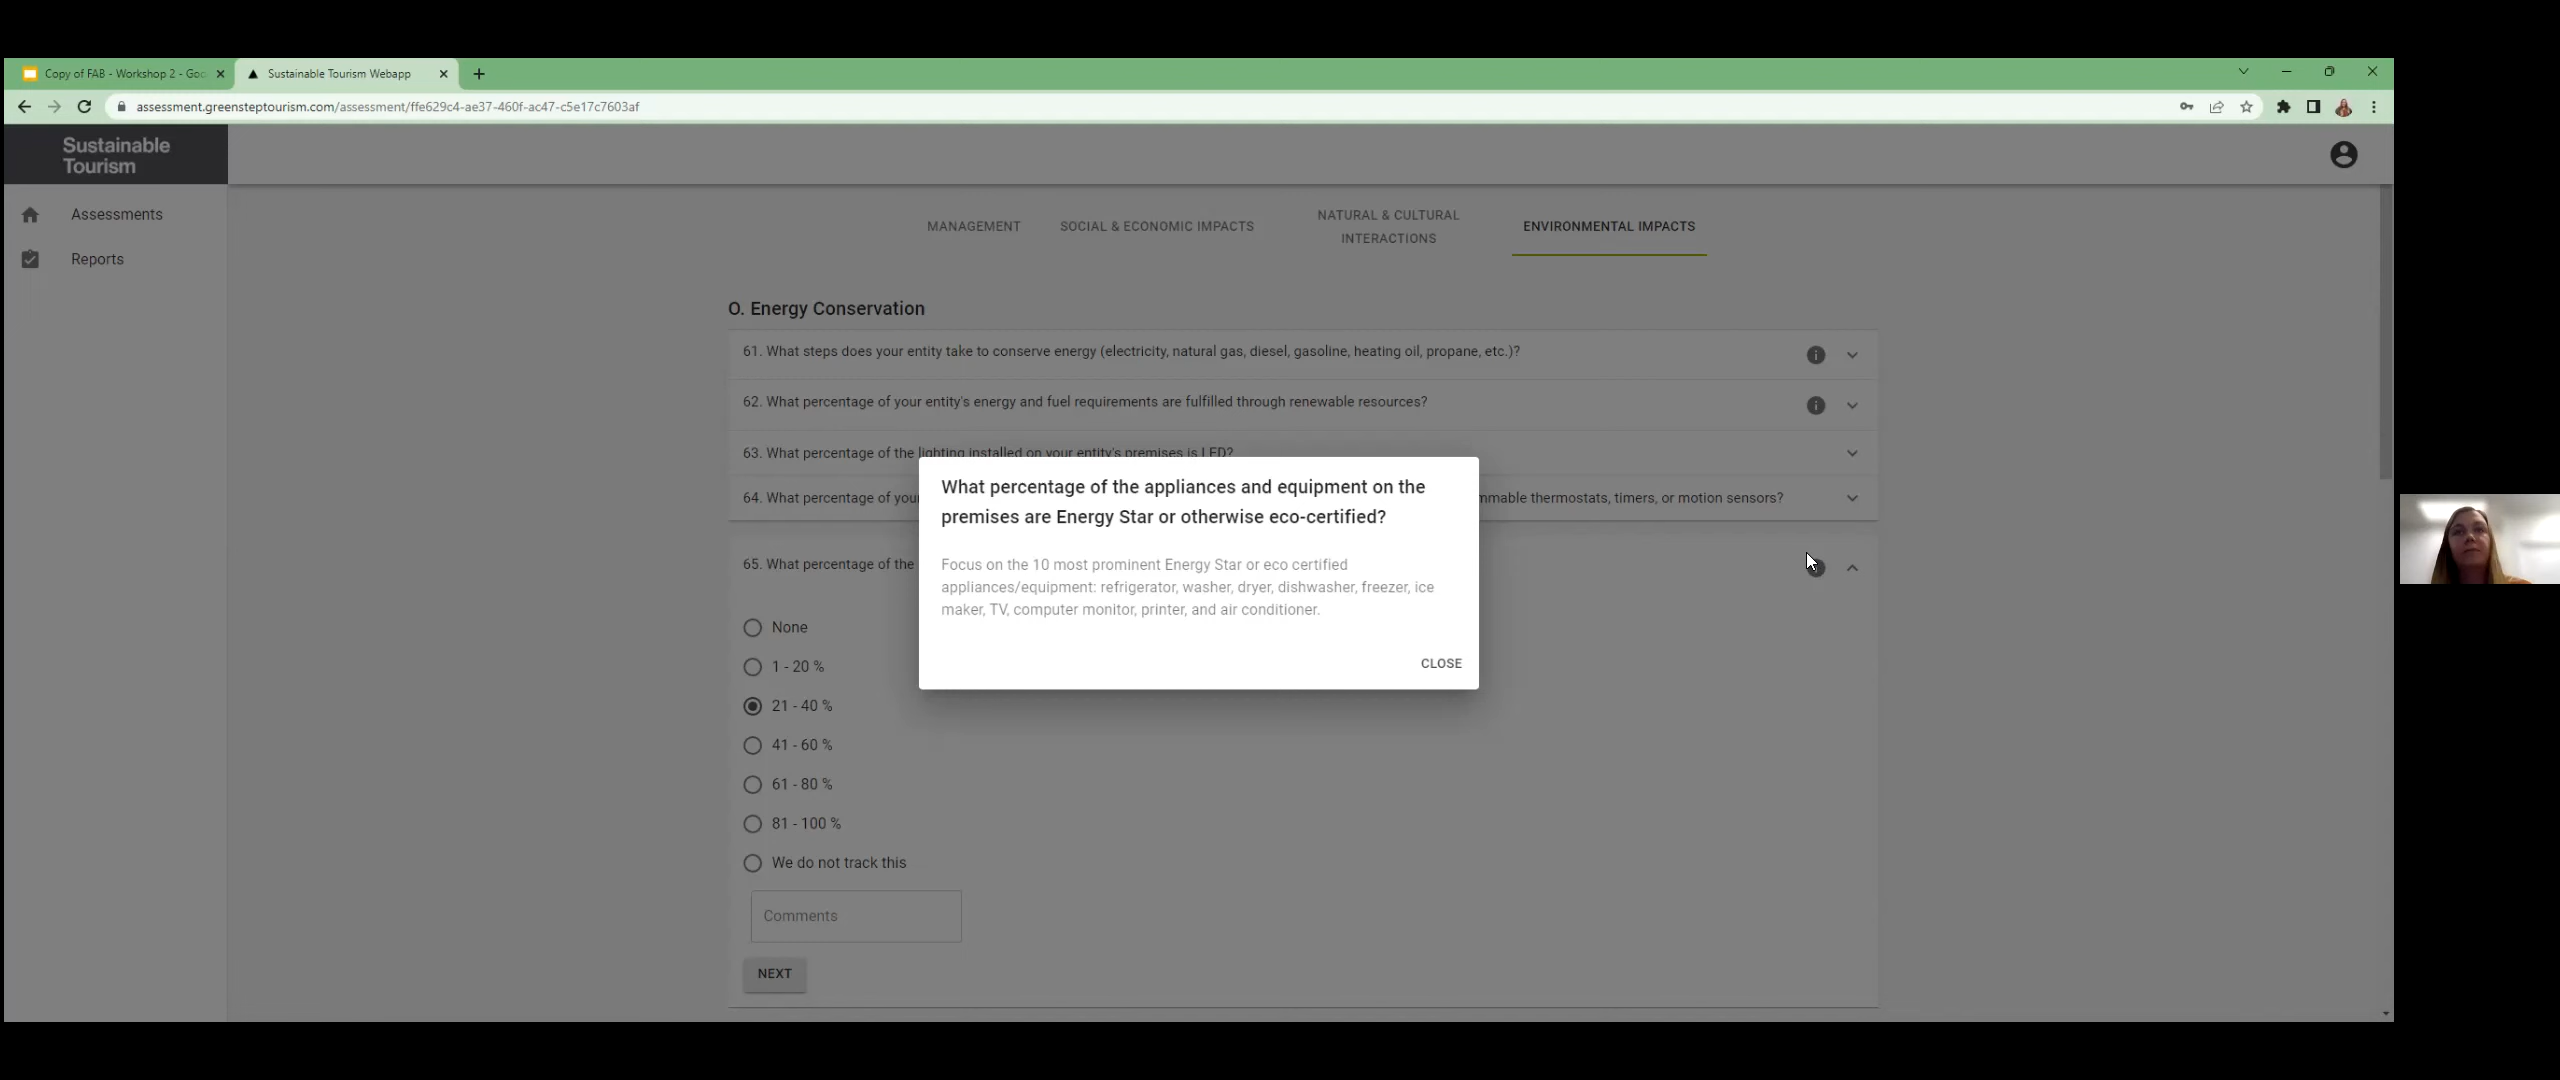 Copy of FAB - Workshop 2 - Goo
Sustainable Tourism Webapp
assessment.greensteptourism.com/assessment/ffe629c4-ae37-460f-ac47-c5e17c7603af
Sustainable
Tourism
Assessments
Reports
MANAGEMENT
SOCIAL & ECONOMIC IMPACTS
NATURAL & CULTURAL
INTERACTIONS
ENVIRONMENTAL IMPACTS
O. Energy Conservation
61. What steps does your entity take to conserve energy (electricity, natural gas, diesel, gasoline, heating oil, propane, etc.)?
62. What percentage of your entity's energy and fuel requirements are fulfilled through renewable resources?
63. What percentage of the lighting installed on your entity's premises is LED?
64. What percentage of your
mmable thermostats, timers, or motion sensors?
What percentage of the appliances and equipment on the
premises are Energy Star or otherwise eco-certified?
Focus on the 10 most prominent Energy Star or eco certified
appliances/equipment: refrigerator, washer, dryer, dishwasher, freezer, ice
maker, TV, computer monitor, printer, and air conditioner.
CLOSE
65. What percentage of the
None
1 - 20 %
21 - 40 %
41 - 60 %
61 - 80 %
81 - 100 %
We do not track this
Comments
NEXT